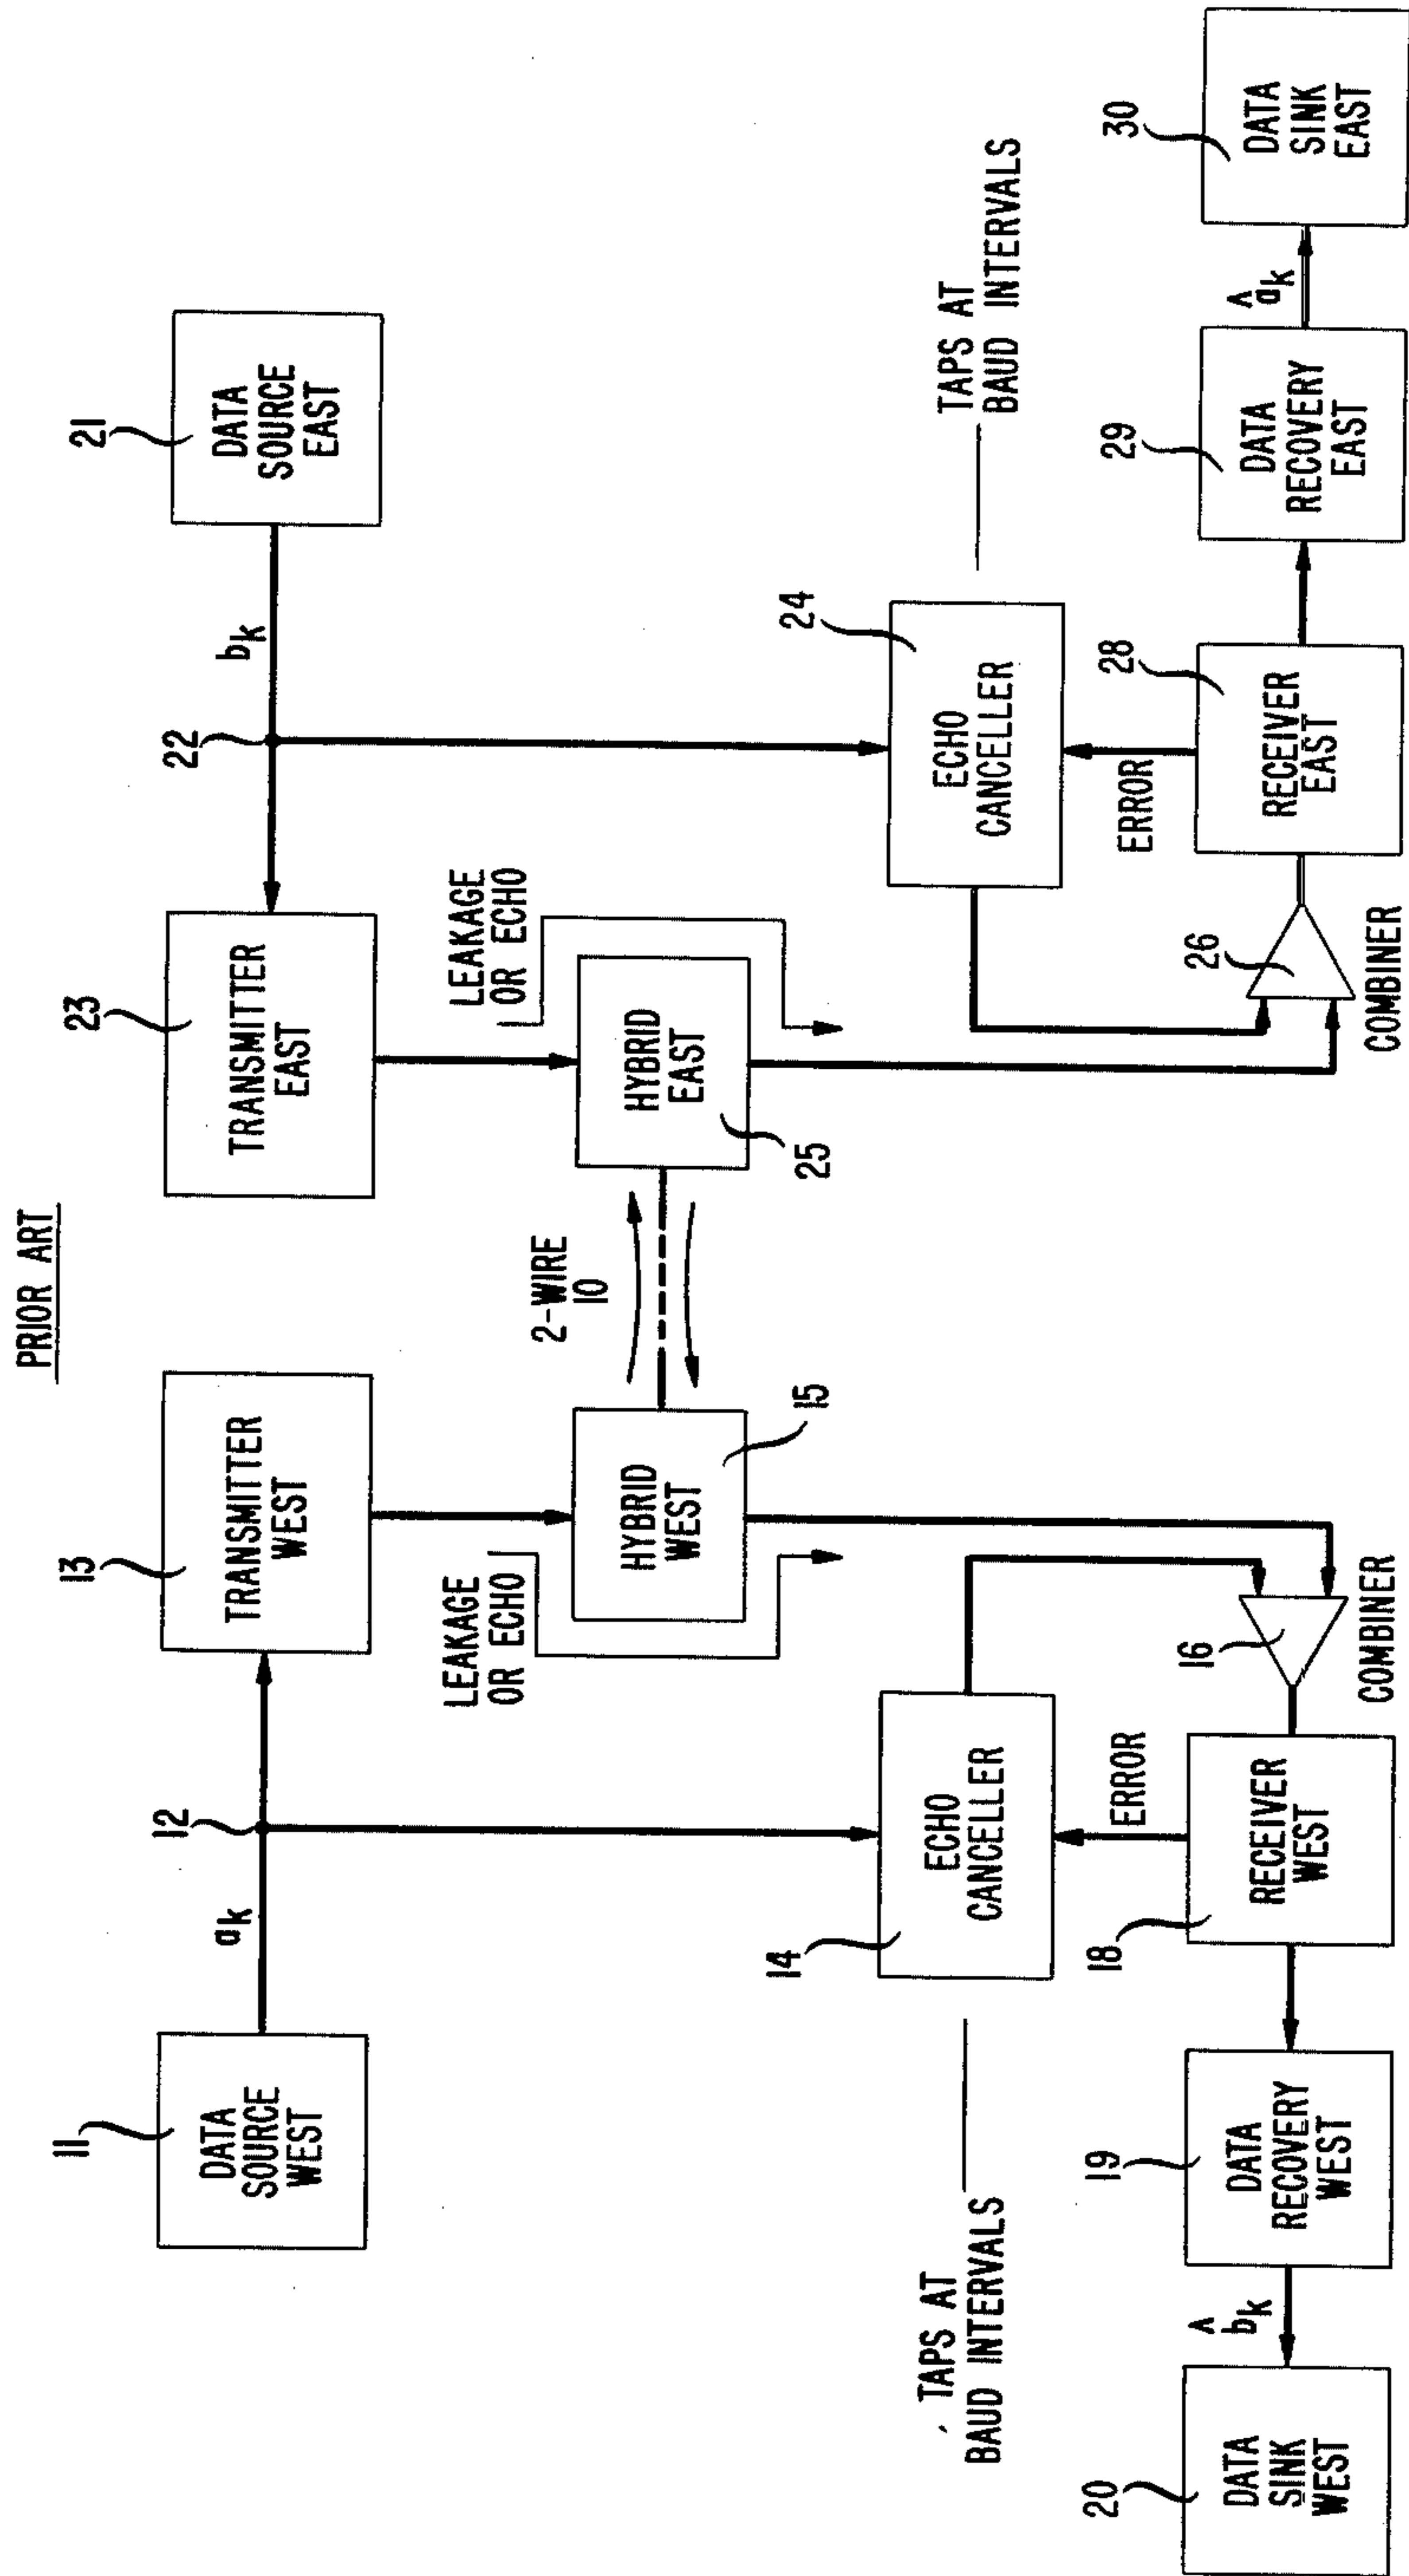 PRIOR ART
11
DATA
SOURCE
WEST
a_k
12
13
TRANSMITTER
WEST
23
TRANSMITTER
EAST
22
b_k
21
DATA
SOURCE
EAST
LEAKAGE
OR ECHO
HYBRID
WEST
15
2-WIRE
10
HYBRID
EAST
25
LEAKAGE
OR ECHO
TAPS AT
BAUD INTERVALS
14
ECHO
CANCELLER
24
ECHO
CANCELLER
TAPS AT
BAUD INTERVALS
ERROR
ERROR
20
DATA
SINK
WEST
b̂_k
19
DATA
RECOVERY
WEST
18
RECEIVER
WEST
16
COMBINER
26
COMBINER
28
RECEIVER
EAST
29
DATA
RECOVERY
EAST
â_k
30
DATA
SINK
EAST